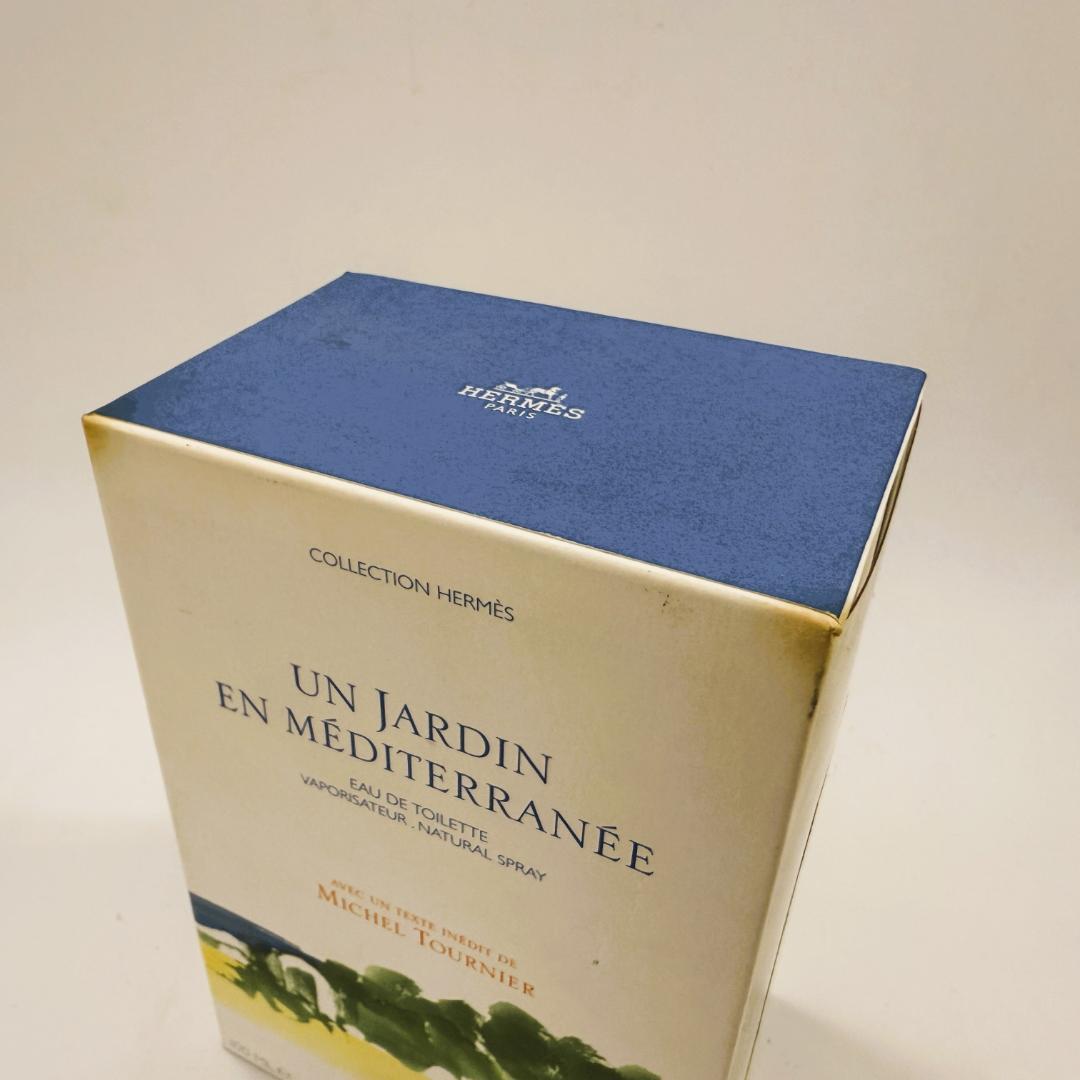 HERMÈS
PARIS
COLLECTION HERMÈS
UN JARDIN
EN MÉDITERRANÉE
EAU DE TOILETTE
VAPORISATEUR . NATURAL SPRAY
AVEC UN TEXTE INÉDIT DE
MICHEL TOURNIER